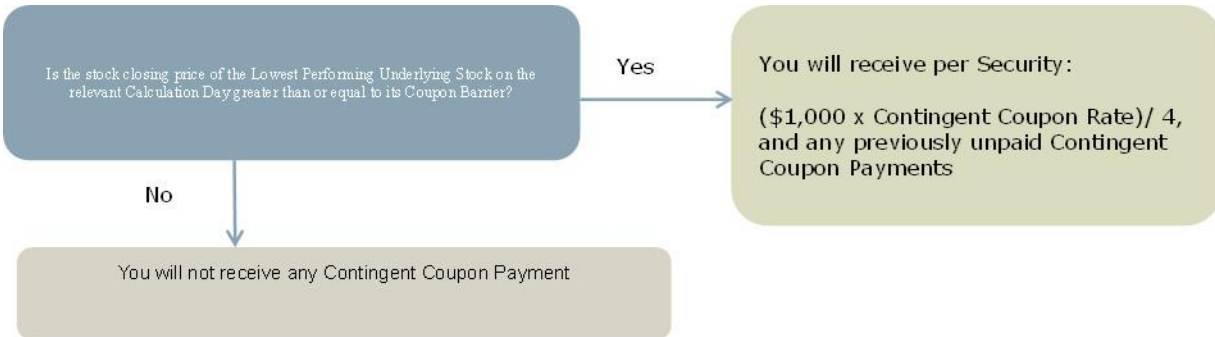 Is the stock closing price of the Lowest Performing Underlying Stock on the
relevant Calculation Day greater than or equal to its Coupon Barrier?
Yes
You will receive per Security:
($1,000 x Contingent Coupon Rate)/ 4,
and any previously unpaid Contingent
Coupon Payments
No
You will not receive any Contingent Coupon Payment